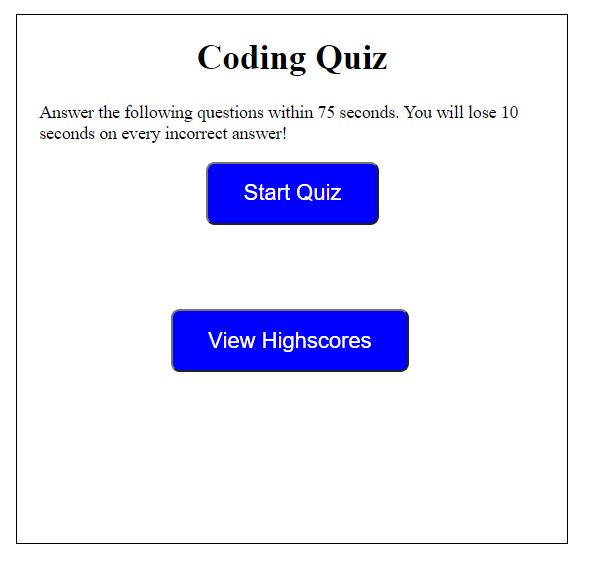 Coding Quiz
Answer the following questions within 75 seconds. You will lose 10
seconds on every incorrect answer!
Start Quiz
View Highscores